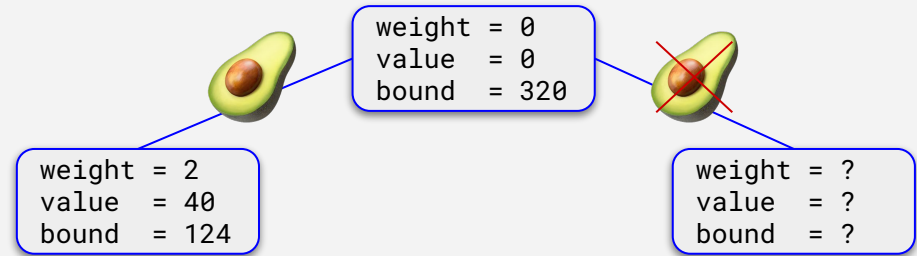 weight = 0
value  = 0
bound  = 320
weight = 2
value  = 40
bound  = 124
weight = ?
value  = ?
bound  = ?